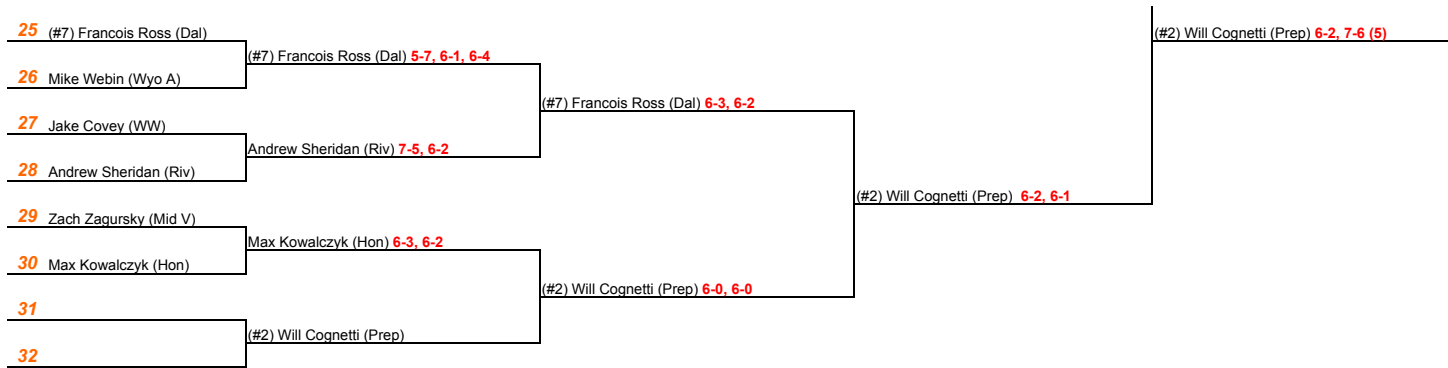 25 (#7) Francois Ross (Dal)
(#2) Will Cognetti (Prep) 6-2, 7-6 (5)
(#7) Francois Ross (Dal) 5-7, 6-1, 6-4
26 Mike Webin (Wyo A)
(#7) Francois Ross (Dal) 6-3, 6-2
27 Jake Covey (WW)
Andrew Sheridan (Riv) 7-5, 6-2
28 Andrew Sheridan (Riv)
(#2) Will Cognetti (Prep) 6-2, 6-1
29 Zach Zagursky (Mid V)
Max Kowalczyk (Hon) 6-3, 6-2
30 Max Kowalczyk (Hon)
(#2) Will Cognetti (Prep) 6-0, 6-0
31
(#2) Will Cognetti (Prep)
32